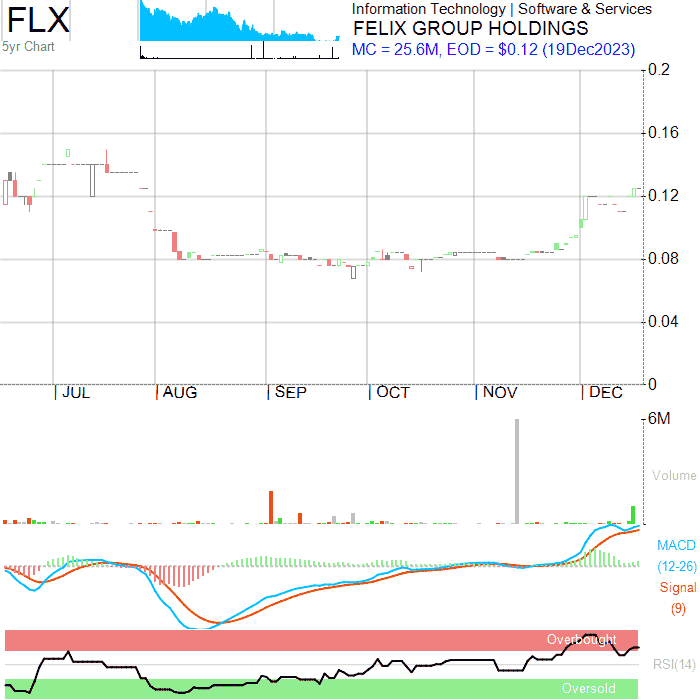 FLX
5yr Chart
Information Technology | Software & Services
FELIX GROUP HOLDINGS
MC = 25.6M, EOD = $0.12 (19Dec2023)
0.2
0.16
0.12
0.08
0.04
0
JUL AUG SEP OCT NOV DEC
6M
Volume
MACD
(12-26)
Signal
(9)
Overbought
RSI(14)
Oversold